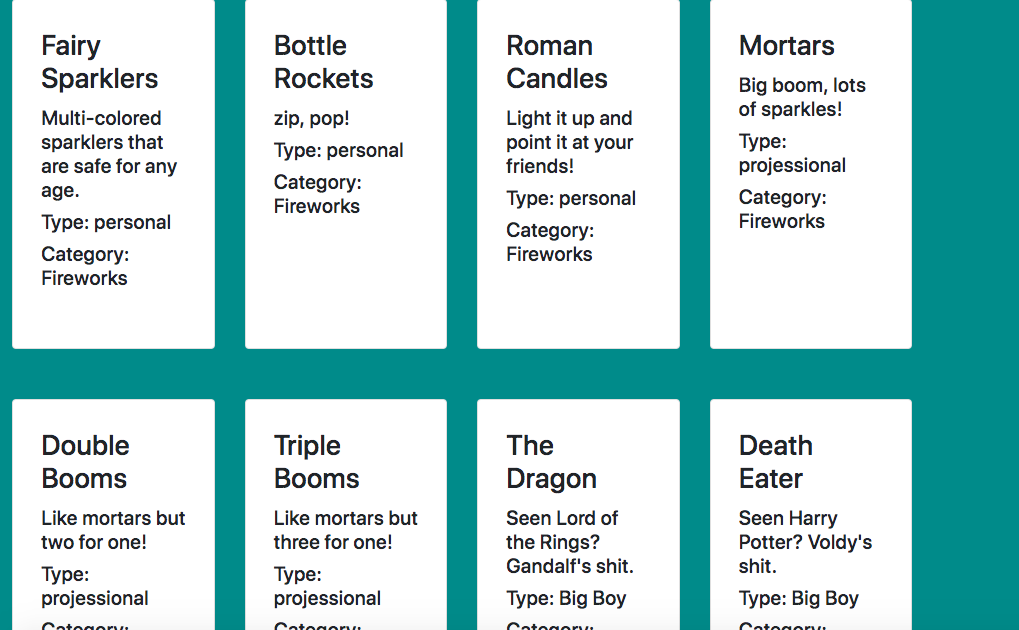 Fairy
Sparklers
Multi-colored
sparklers that
are safe for any
age.
Type: personal
Category:
Fireworks
Bottle
Rockets
zip, pop!
Type: personal
Category:
Fireworks
Roman
Candles
Light it up and
point it at your
friends!
Type: personal
Category:
Fireworks
Mortars
Big boom, lots
of sparkles!
Type:
projessional
Category:
Fireworks
Double
Booms
Like mortars but
two for one!
Type:
projessional
Category:
Triple
Booms
Like mortars but
three for one!
Type:
projessional
Category:
The
Dragon
Seen Lord of
the Rings?
Gandalf's shit.
Type: Big Boy
Category:
Death
Eater
Seen Harry
Potter? Voldy's
shit.
Type: Big Boy
Category: